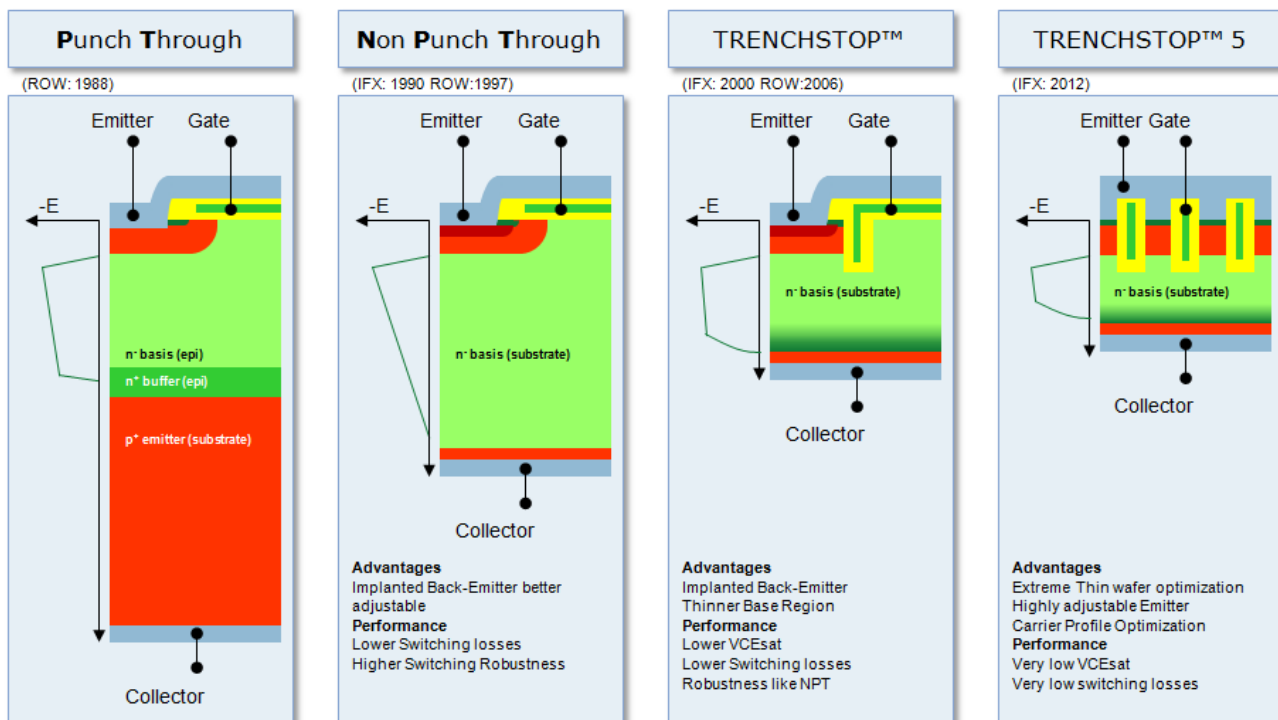 Punch Through
(ROW: 1988)
Emitter Gate
-E
n- basis (epi)
n+ buffer (epi)
p+ emitter (substrate)
Collector
Non Punch Through
(IFX: 1990 ROW:1997)
Emitter Gate
-E
n- basis (substrate)
Collector
Advantages
Implanted Back-Emitter better
adjustable
Performance
Lower Switching losses
Higher Switching Robustness
TRENCHSTOP™
(IFX: 2000 ROW:2006)
Emitter Gate
-E
n- basis (substrate)
Collector
Advantages
Implanted Back-Emitter
Thinner Base Region
Performance
Lower VCEsat
Lower Switching losses
Robustness like NPT
TRENCHSTOP™ 5
(IFX: 2012)
Emitter Gate
-E
n- basis (substrate)
Collector
Advantages
Extreme Thin wafer optimization
Highly adjustable Emitter
Carrier Profile Optimization
Performance
Very low VCEsat
Very low switching losses